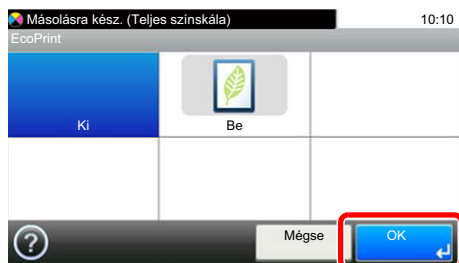 Másolásra kész. (Teljes színskála)
10:10
EcoPrint
Ki
Be
?
Mégse
OK